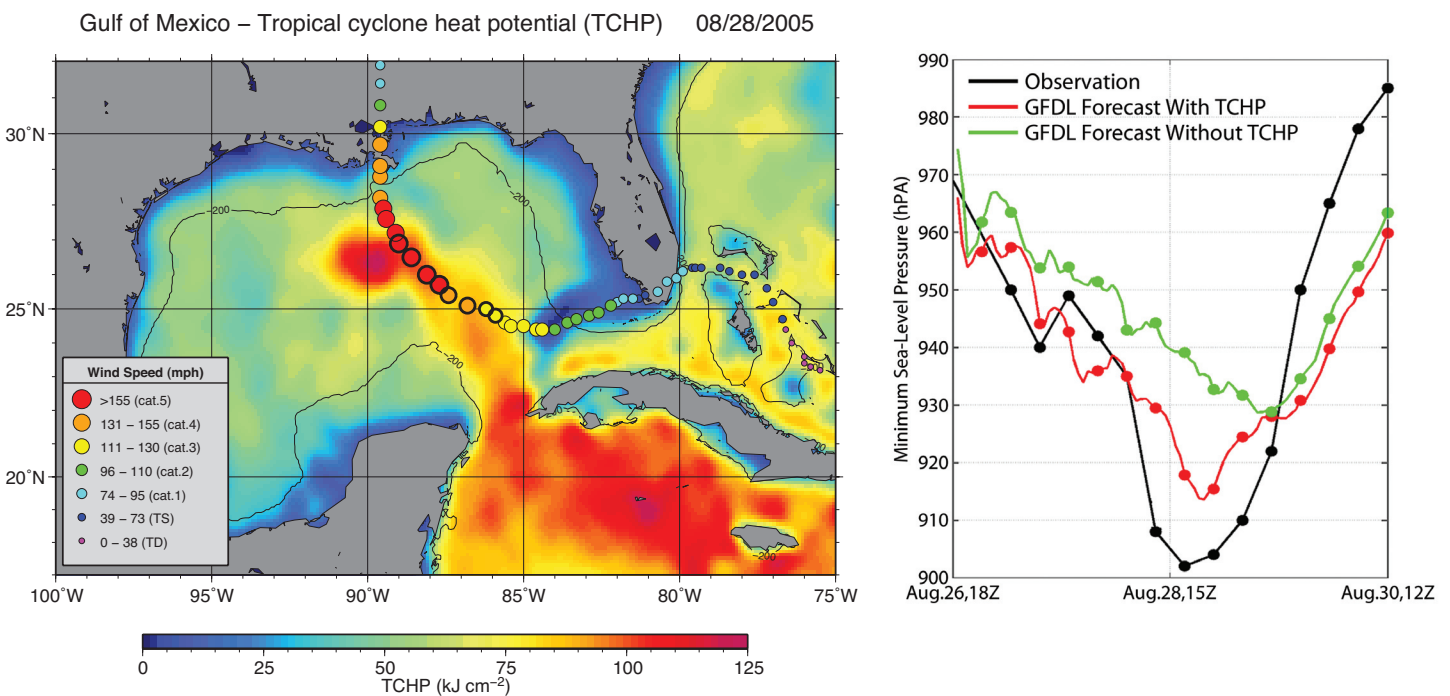 Gulf of Mexico – Tropical cyclone heat potential (TCHP) 08/28/2005
30°N
25°N
20°N
–200
–200
–200
Wind Speed (mph)
>155 (cat.5)
131 – 155 (cat.4)
111 – 130 (cat.3)
96 – 110 (cat.2)
74 – 95 (cat.1)
39 – 73 (TS)
0 – 38 (TD)
100°W 95°W 90°W 85°W 80°W 75°W
0 25 50 75 100 125
TCHP (kJ cm–2)
Minimum Sea-Level Pressure (hPA)
990
980
970
960
950
940
930
920
910
900
Observation
GFDL Forecast With TCHP
GFDL Forecast Without TCHP
Aug.26,18Z Aug.28,15Z Aug.30,12Z